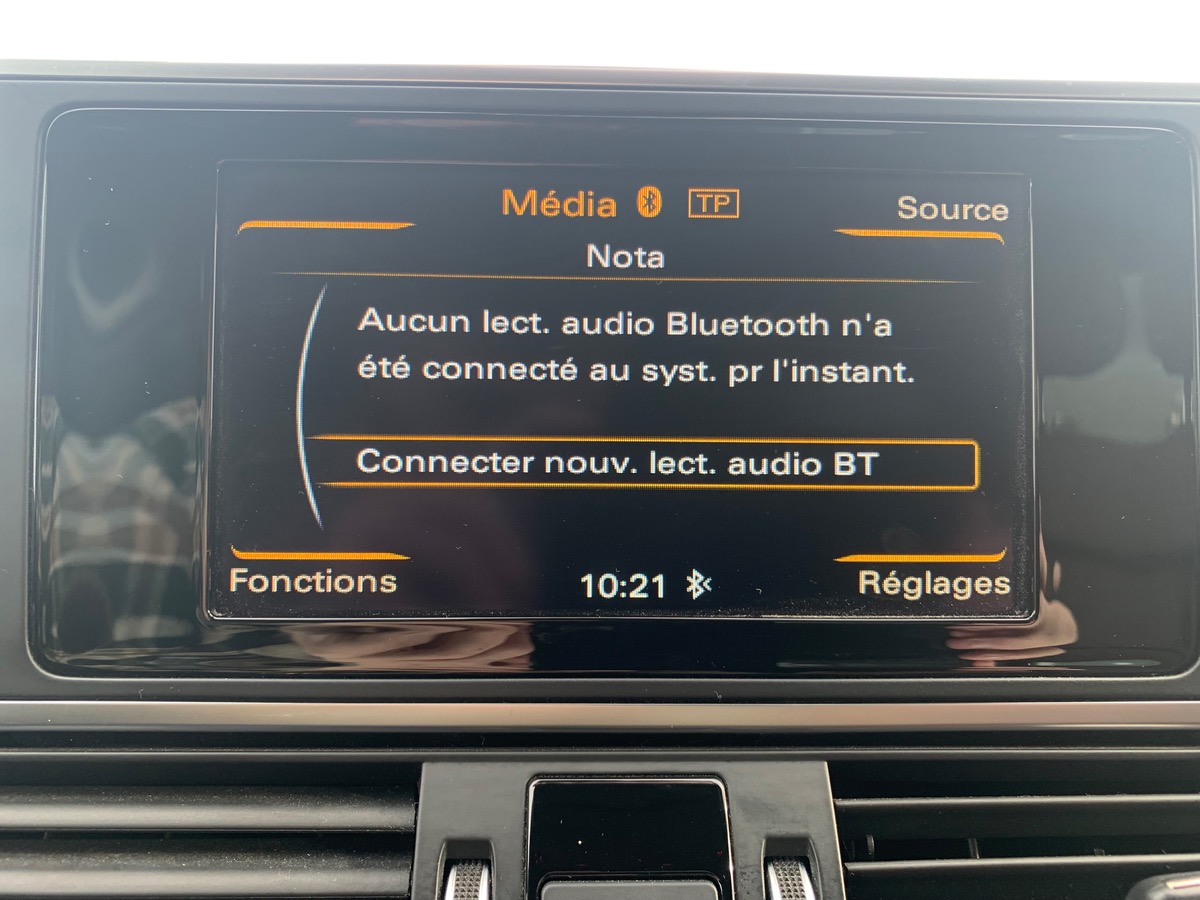 Média TP
Source
Nota
Aucun lect. audio Bluetooth n'a
été connecté au syst. pr l'instant.
Connecter nouv. lect. audio BT
Fonctions
10:21
Réglages